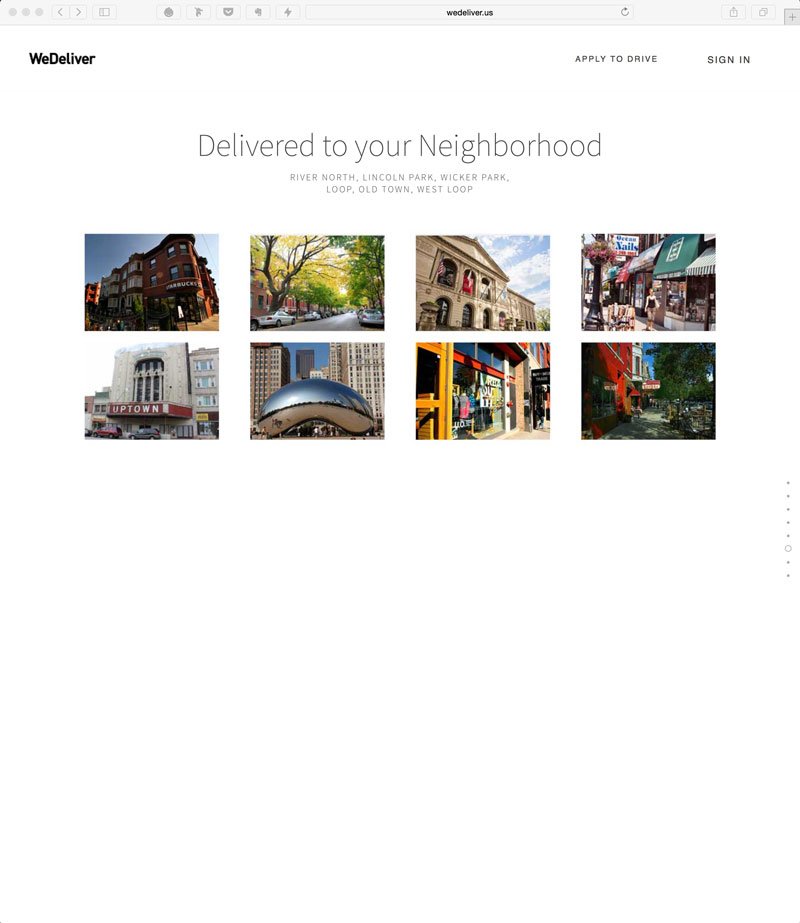 wedeliver.us
WeDeliver
APPLY TO DRIVE
SIGN IN
Delivered to your Neighborhood
RIVER NORTH, LINCOLN PARK, WICKER PARK,
LOOP, OLD TOWN, WEST LOOP
STARBUCKS
Ocean
Nails
UPTOWN